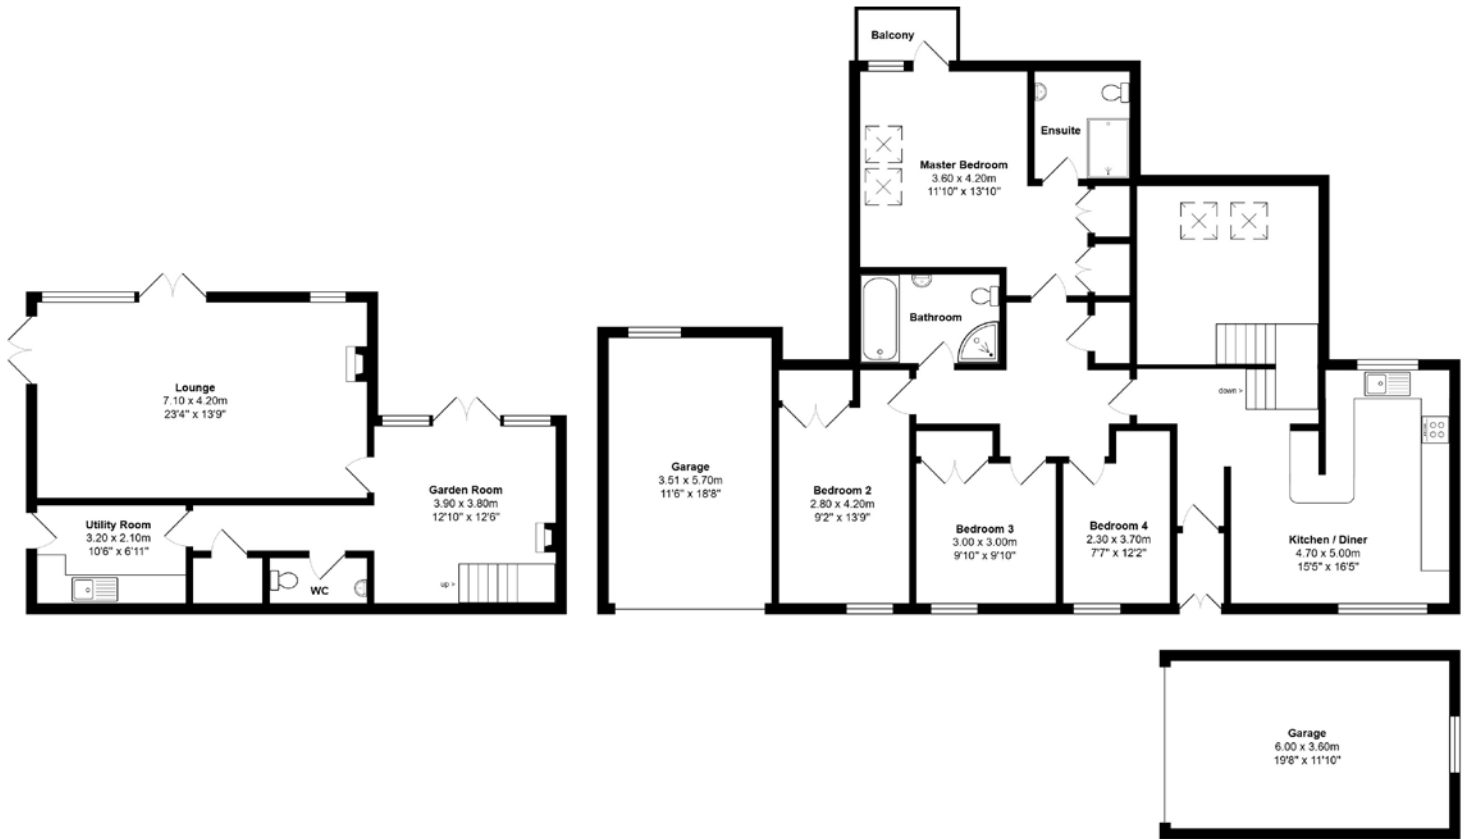 Balcony
Ensuite
Master Bedroom
3.60 x 4.20m
11'10" x 13'10"
Bathroom
Lounge
7.10 x 4.20m
23'4" x 13'9"
down >
Garage
3.51 x 5.70m
11'6" x 18'8"
Garden Room
3.90 x 3.80m
12'10" x 12'6"
Bedroom 2
2.80 x 4.20m
9'2" x 13'9"
Utility Room
3.20 x 2.10m
10'6" x 6'11"
Bedroom 3
3.00 x 3.00m
9'10" x 9'10"
Bedroom 4
2.30 x 3.70m
7'7" x 12'2"
Kitchen / Diner
4.70 x 5.00m
15'5" x 16'5"
up >
WC
Garage
6.00 x 3.60m
19'8" x 11'10"